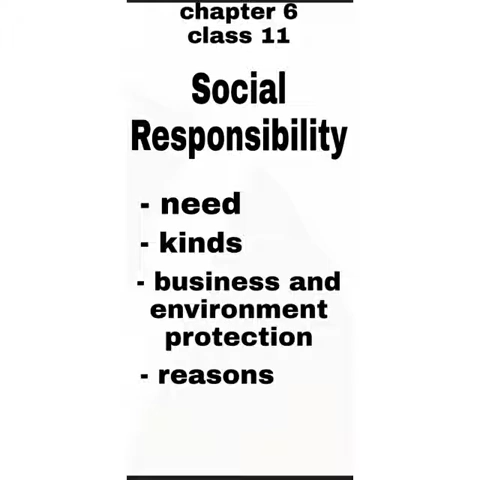 chapter 6
class 11
Social
Responsibility
- need
- kinds
- business and
environment
protection
- reasons